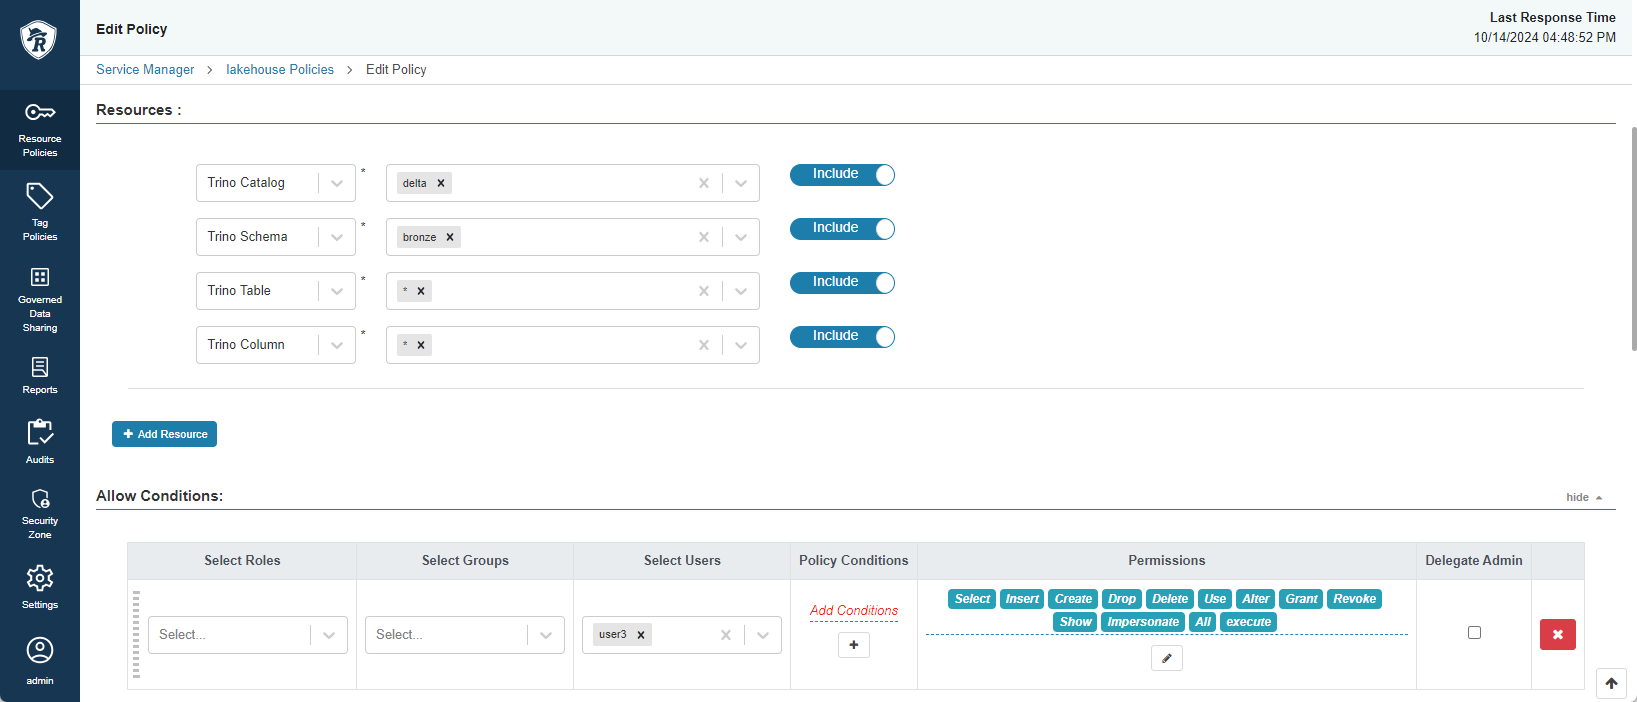 Edit Policy
Last Response Time
10/14/2024 04:48:52 PM
Service Manager > lakehouse Policies > Edit Policy
R
Resource
Policies
Tag
Policies
Governed
Data
Sharing
Reports
Audits
Security
Zone
Settings
admin
Resources :
Trino Catalog * delta × × Include
Trino Schema * bronze × × Include
Trino Table * * × × Include
Trino Column * * × × Include
+ Add Resource
Allow Conditions:
hide
Select Roles Select Groups Select Users Policy Conditions Permissions Delegate Admin
Select... Select... user3 × × Add Conditions +
Select Insert Create Drop Delete Use Alter Grant Revoke
Show Impersonate All execute
×